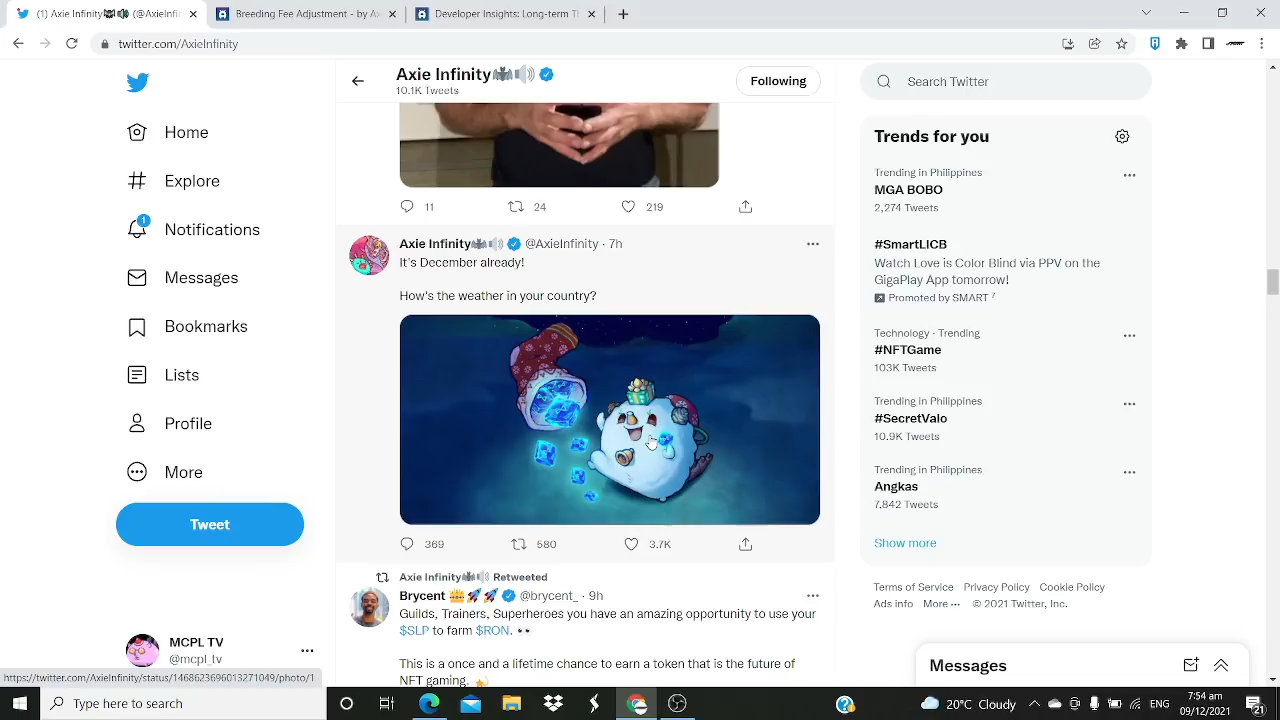 (1) Axie Infinity🦇🔊 (@AxieInfinit
Breeding Fee Adjustment - by Ax
Developer Insights: Long-term Th
twitter.com/AxieInfinity
Home
Explore
1
Notifications
Messages
Bookmarks
Lists
Profile
More
Tweet
MCPL TV
@mcpl_tv
https://twitter.com/AxieInfinity/status/1468623696013271049/photo/1
Axie Infinity🦇🔊
10.1K Tweets
Following
11 24 219
Axie Infinity🦇🔊 @AxieInfinity · 7h
It's December already!
How's the weather in your country?
369 580 3.7K
Axie Infinity🦇🔊 Retweeted
Brycent 👑🚀🚀 @brycent_ · 9h
Guilds, Trainers, Superheroes you have an amazing opportunity to use your
$SLP to farm $RON. 👀
This is a once and a lifetime chance to earn a token that is the future of
NFT gaming. 💫
Search Twitter
Trends for you
Trending in Philippines
MGA BOBO
2,274 Tweets
#SmartLICB
Watch Love is Color Blind via PPV on the
GigaPlay App tomorrow!
Promoted by SMART ⁷
Technology · Trending
#NFTGame
103K Tweets
Trending in Philippines
#SecretValo
10.9K Tweets
Trending in Philippines
Angkas
7,842 Tweets
Show more
Terms of Service Privacy Policy Cookie Policy
Ads info More ··· © 2021 Twitter, Inc.
Messages
Type here to search
20°C Cloudy
7:54 am
09/12/2021
21